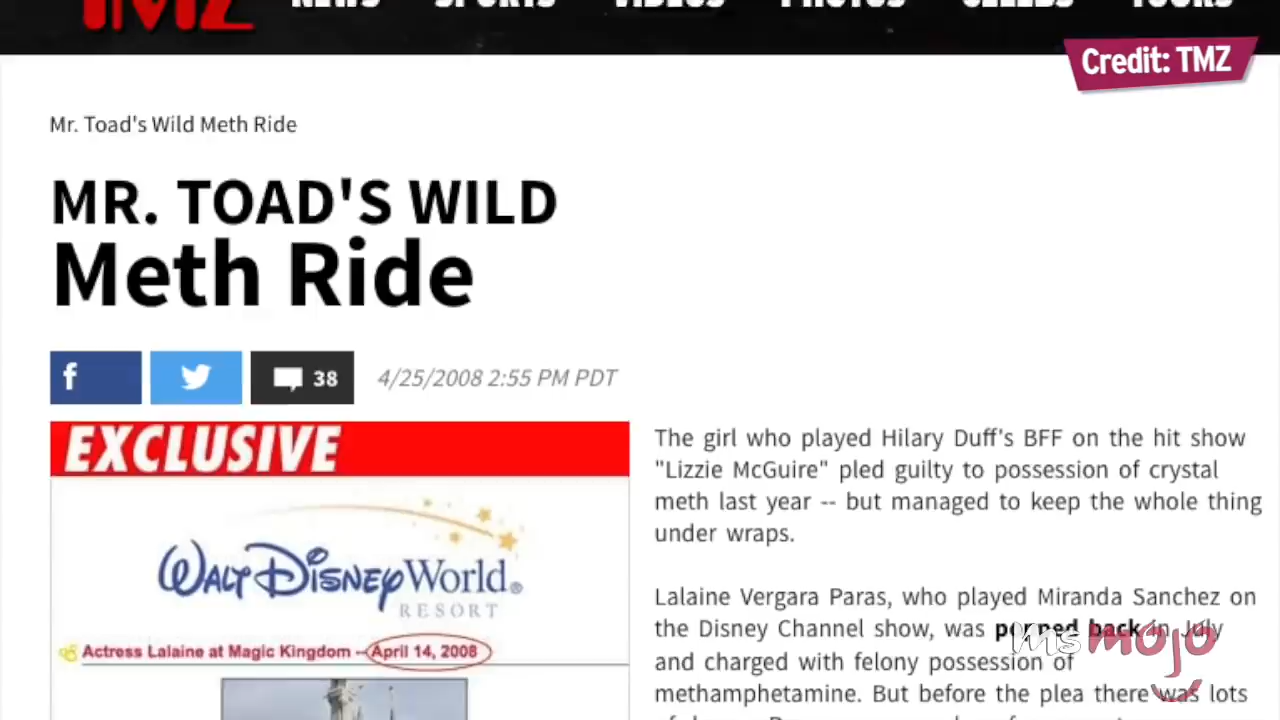 TMZ
NEWS SPORTS VIDEOS PHOTOS CELEBS TOURS
Credit: TMZ
Mr. Toad's Wild Meth Ride
MR. TOAD'S WILD
Meth Ride
f
38
4/25/2008 2:55 PM PDT
EXCLUSIVE
WALT DISNEY World®
RESORT
Actress Lalaine at Magic Kingdom – April 14, 2008
The girl who played Hilary Duff's BFF on the hit show
"Lizzie McGuire" pled guilty to possession of crystal
meth last year -- but managed to keep the whole thing
under wraps.
Lalaine Vergara Paras, who played Miranda Sanchez on
the Disney Channel show, was popped back in July
and charged with felony possession of
methamphetamine. But before the plea there was lots
msmojo